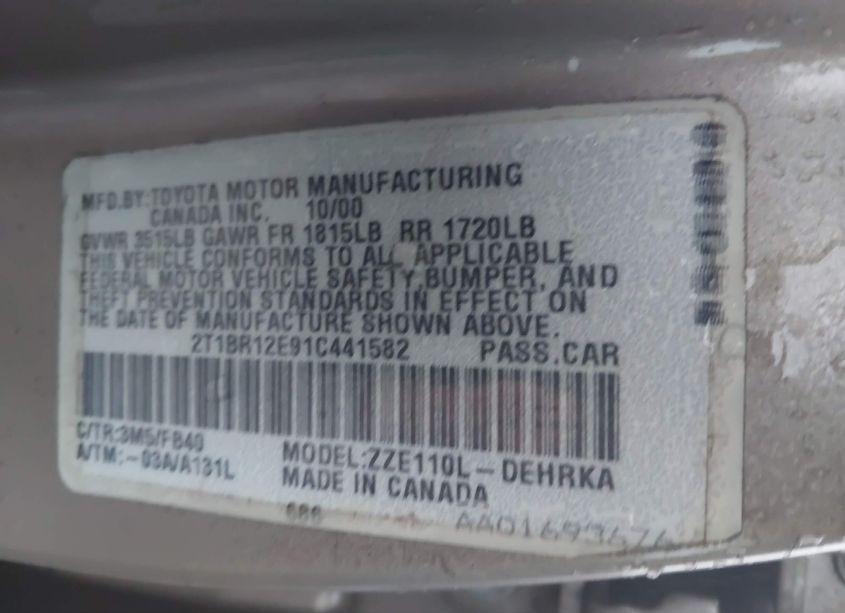 MFD.BY:TOYOTA MOTOR MANUFACTURING
CANADA INC. 10/00
GVWR 3515LB GAWR FR 1815LB RR 1720LB
THIS VEHICLE CONFORMS TO ALL APPLICABLE
FEDERAL MOTOR VEHICLE SAFETY, BUMPER, AND
THEFT PREVENTION STANDARDS IN EFFECT ON
THE DATE OF MANUFACTURE SHOWN ABOVE.
2T1BR12E91C441582 PASS.CAR
C/TR:3M5/FB40
A/TM:-03A/A131L
MODEL:ZZE110L-DEHRKA
MADE IN CANADA